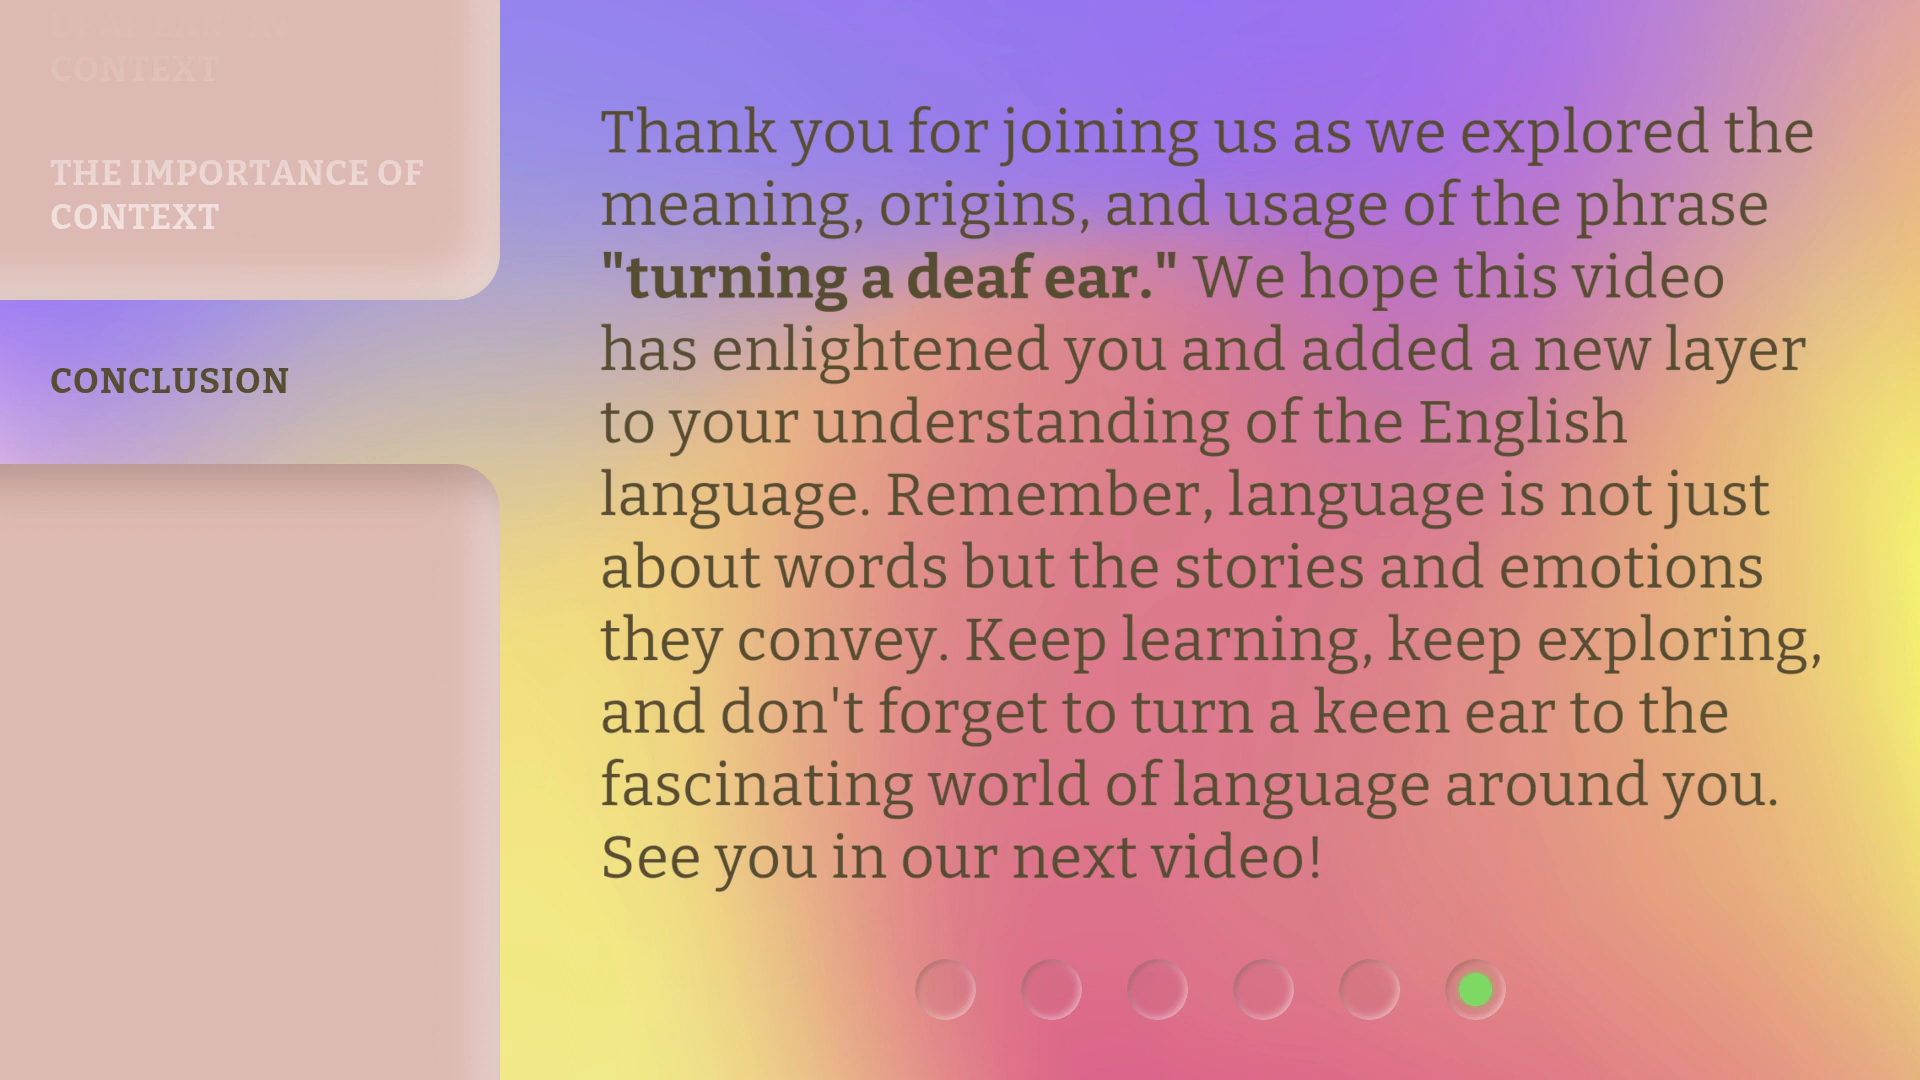 DEAF EAR" IN
CONTEXT
THE IMPORTANCE OF
CONTEXT
CONCLUSION
Thank you for joining us as we explored the
meaning, origins, and usage of the phrase
"turning a deaf ear." We hope this video
has enlightened you and added a new layer
to your understanding of the English
language. Remember, language is not just
about words but the stories and emotions
they convey. Keep learning, keep exploring,
and don't forget to turn a keen ear to the
fascinating world of language around you.
See you in our next video!